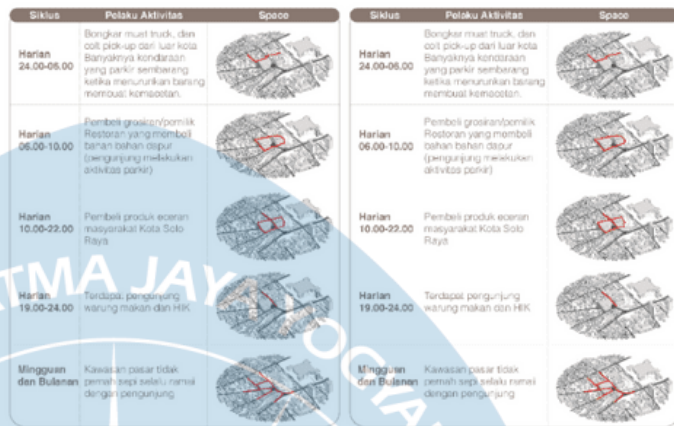 Siklus Pelaku Aktivitas Space
Harian
24.00-06.00
Bongkar muat truck, dan
colt pick-up dari luar kota
Banyaknya kendaraan
yang parkir sembarang
ketika menurunkan barang
membuat kemacetan.
Harian
06.00-10.00
Pembeli grosiran/pemilik
Restoran yang membeli
bahan bahan dapur
(pengunjung melakukan
aktivitas parkir)
Harian
10.00-22.00
Pembeli produk eceran
masyarakat Kota Solo
Raya
Harian
19.00-24.00
Terdapat pengunjung
warung makan dan HIK
Mingguan
dan Bulanan
Kawasan pasar tidak
pernah sepi selalu ramai
dengan pengunjung
Siklus Pelaku Aktivitas Space
Harian
24.00-06.00
Bongkar muat truck, dan
colt pick-up dari luar kota
Banyaknya kendaraan
yang parkir sembarang
ketika menurunkan barang
membuat kemacetan.
Harian
06.00-10.00
Pembeli grosiran/pemilik
Restoran yang membeli
bahan bahan dapur
(pengunjung melakukan
aktivitas parkir)
Harian
10.00-22.00
Pembeli produk eceran
masyarakat Kota Solo
Raya
Harian
19.00-24.00
Terdapat pengunjung
warung makan dan HIK
Mingguan
dan Bulanan
Kawasan pasar tidak
pernah sepi selalu ramai
dengan pengunjung
ATMA JAYA YOGYA